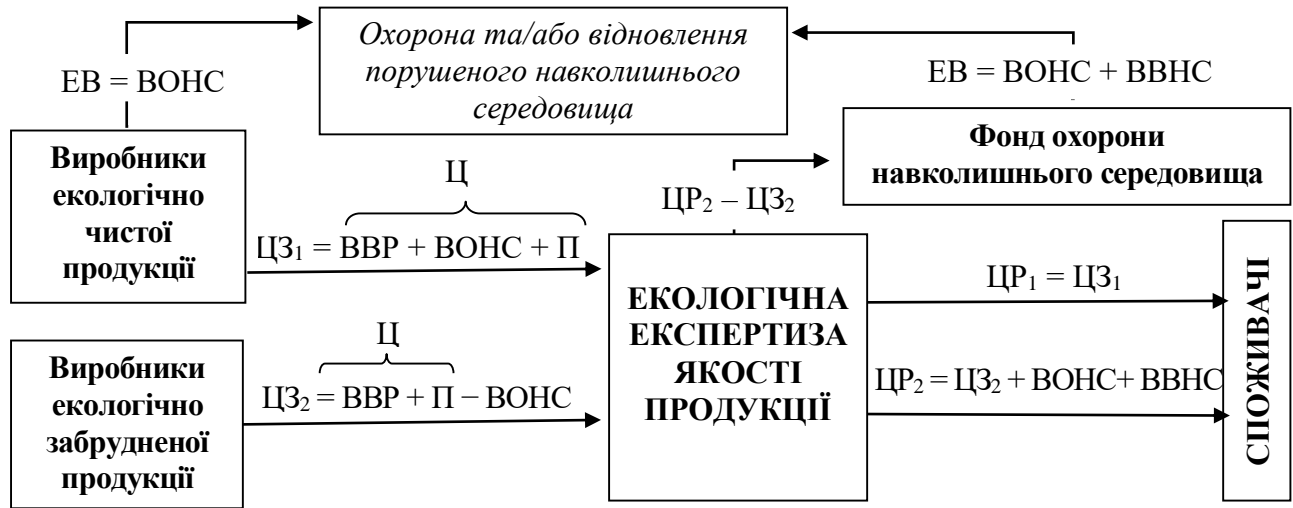 Охорона та/або відновлення
порушеного навколишнього
середовища
ЕВ = ВОНС
ЕВ = ВОНС + ВВНС
Виробники
екологічно
чистої
продукції
Фонд охорони
навколишнього середовища
Ц
ЦР₂ – ЦЗ₂
ЦЗ₁ = ВВР + ВОНС + П
ЕКОЛОГІЧНА
ЕКСПЕРТИЗА
ЯКОСТІ
ПРОДУКЦІЇ
ЦР₁ = ЦЗ₁
СПОЖИВАЧІ
Виробники
екологічно
забрудненої
продукції
Ц
ЦЗ₂ = ВВР + П – ВОНС
ЦР₂ = ЦЗ₂ + ВОНС+ ВВНС